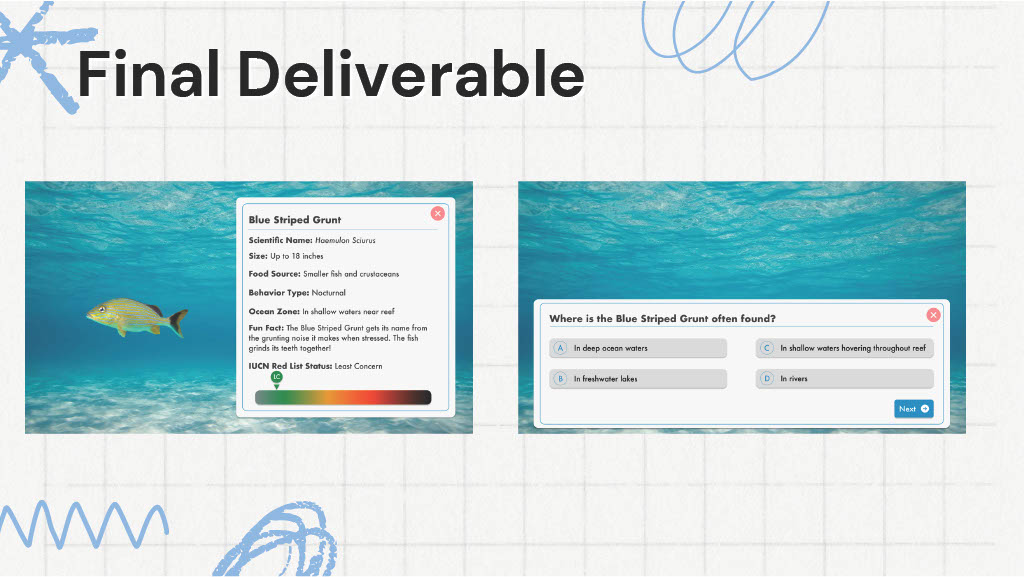 Final Deliverable
Blue Striped Grunt
Scientific Name: Haemulon Sciurus
Size: Up to 18 inches
Food Source: Smaller fish and crustaceans
Behavior Type: Nocturnal
Ocean Zone: In shallow waters near reef
Fun Fact: The Blue Striped Grunt gets its name from
the grunting noise it makes when stressed. The fish
grinds its teeth together!
IUCN Red List Status: Least Concern
LC
Where is the Blue Striped Grunt often found?
A In deep ocean waters
C In shallow waters hovering throughout reef
B In freshwater lakes
D In rivers
Next